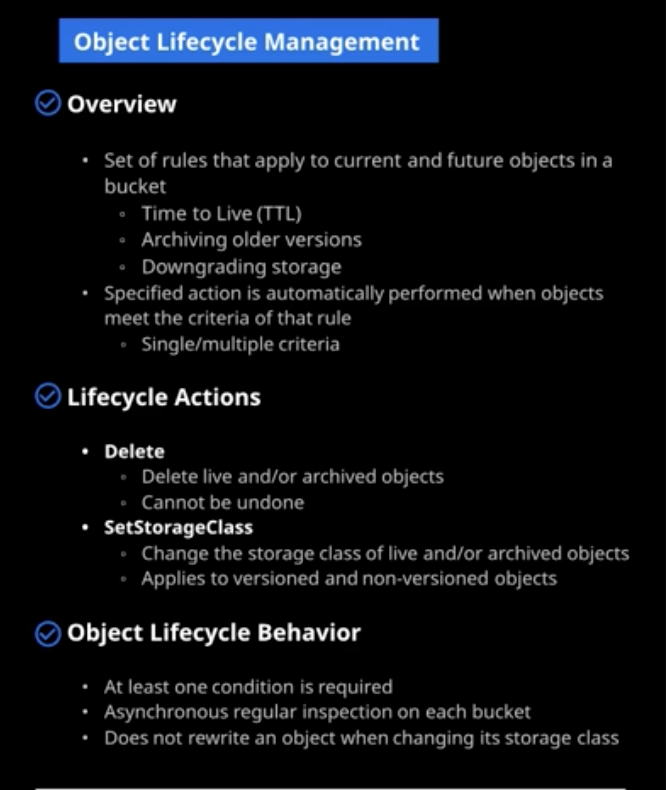 Object Lifecycle Management
Overview
• Set of rules that apply to current and future objects in a
bucket
◦ Time to Live (TTL)
◦ Archiving older versions
◦ Downgrading storage
• Specified action is automatically performed when objects
meet the criteria of that rule
◦ Single/multiple criteria
Lifecycle Actions
• Delete
◦ Delete live and/or archived objects
◦ Cannot be undone
• SetStorageClass
◦ Change the storage class of live and/or archived objects
◦ Applies to versioned and non-versioned objects
Object Lifecycle Behavior
• At least one condition is required
• Asynchronous regular inspection on each bucket
• Does not rewrite an object when changing its storage class